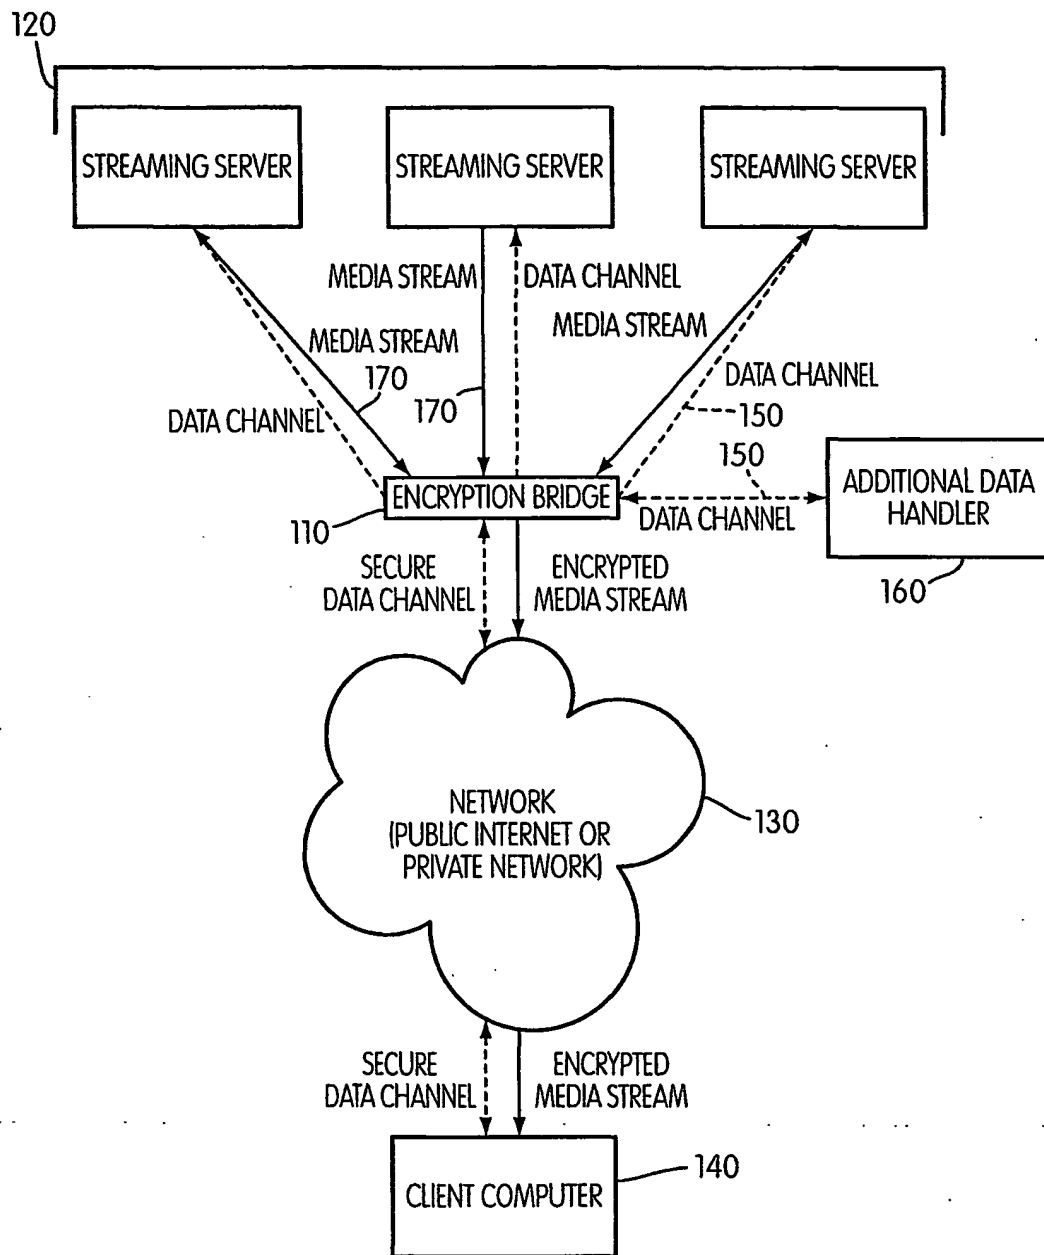 120
STREAMING SERVER
STREAMING SERVER
STREAMING SERVER
MEDIA STREAM
DATA CHANNEL
MEDIA STREAM
MEDIA STREAM
170
170
DATA CHANNEL
DATA CHANNEL
150
150
ENCRYPTION BRIDGE
110
DATA CHANNEL
ADDITIONAL DATA
HANDLER
160
SECURE
DATA CHANNEL
ENCRYPTED
MEDIA STREAM
NETWORK
(PUBLIC INTERNET OR
PRIVATE NETWORK)
130
SECURE
DATA CHANNEL
ENCRYPTED
MEDIA STREAM
CLIENT COMPUTER
140